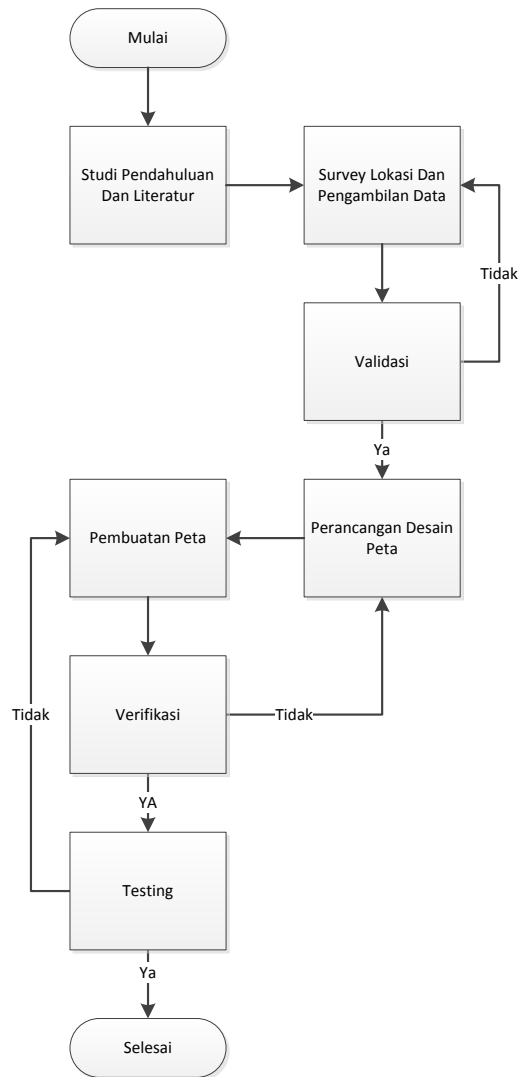 Mulai
Studi Pendahuluan
Dan Literatur
Survey Lokasi Dan
Pengambilan Data
Tidak
Validasi
Ya
Pembuatan Peta
Perancangan Desain
Peta
Tidak
Verifikasi
Tidak
YA
Testing
Ya
Selesai